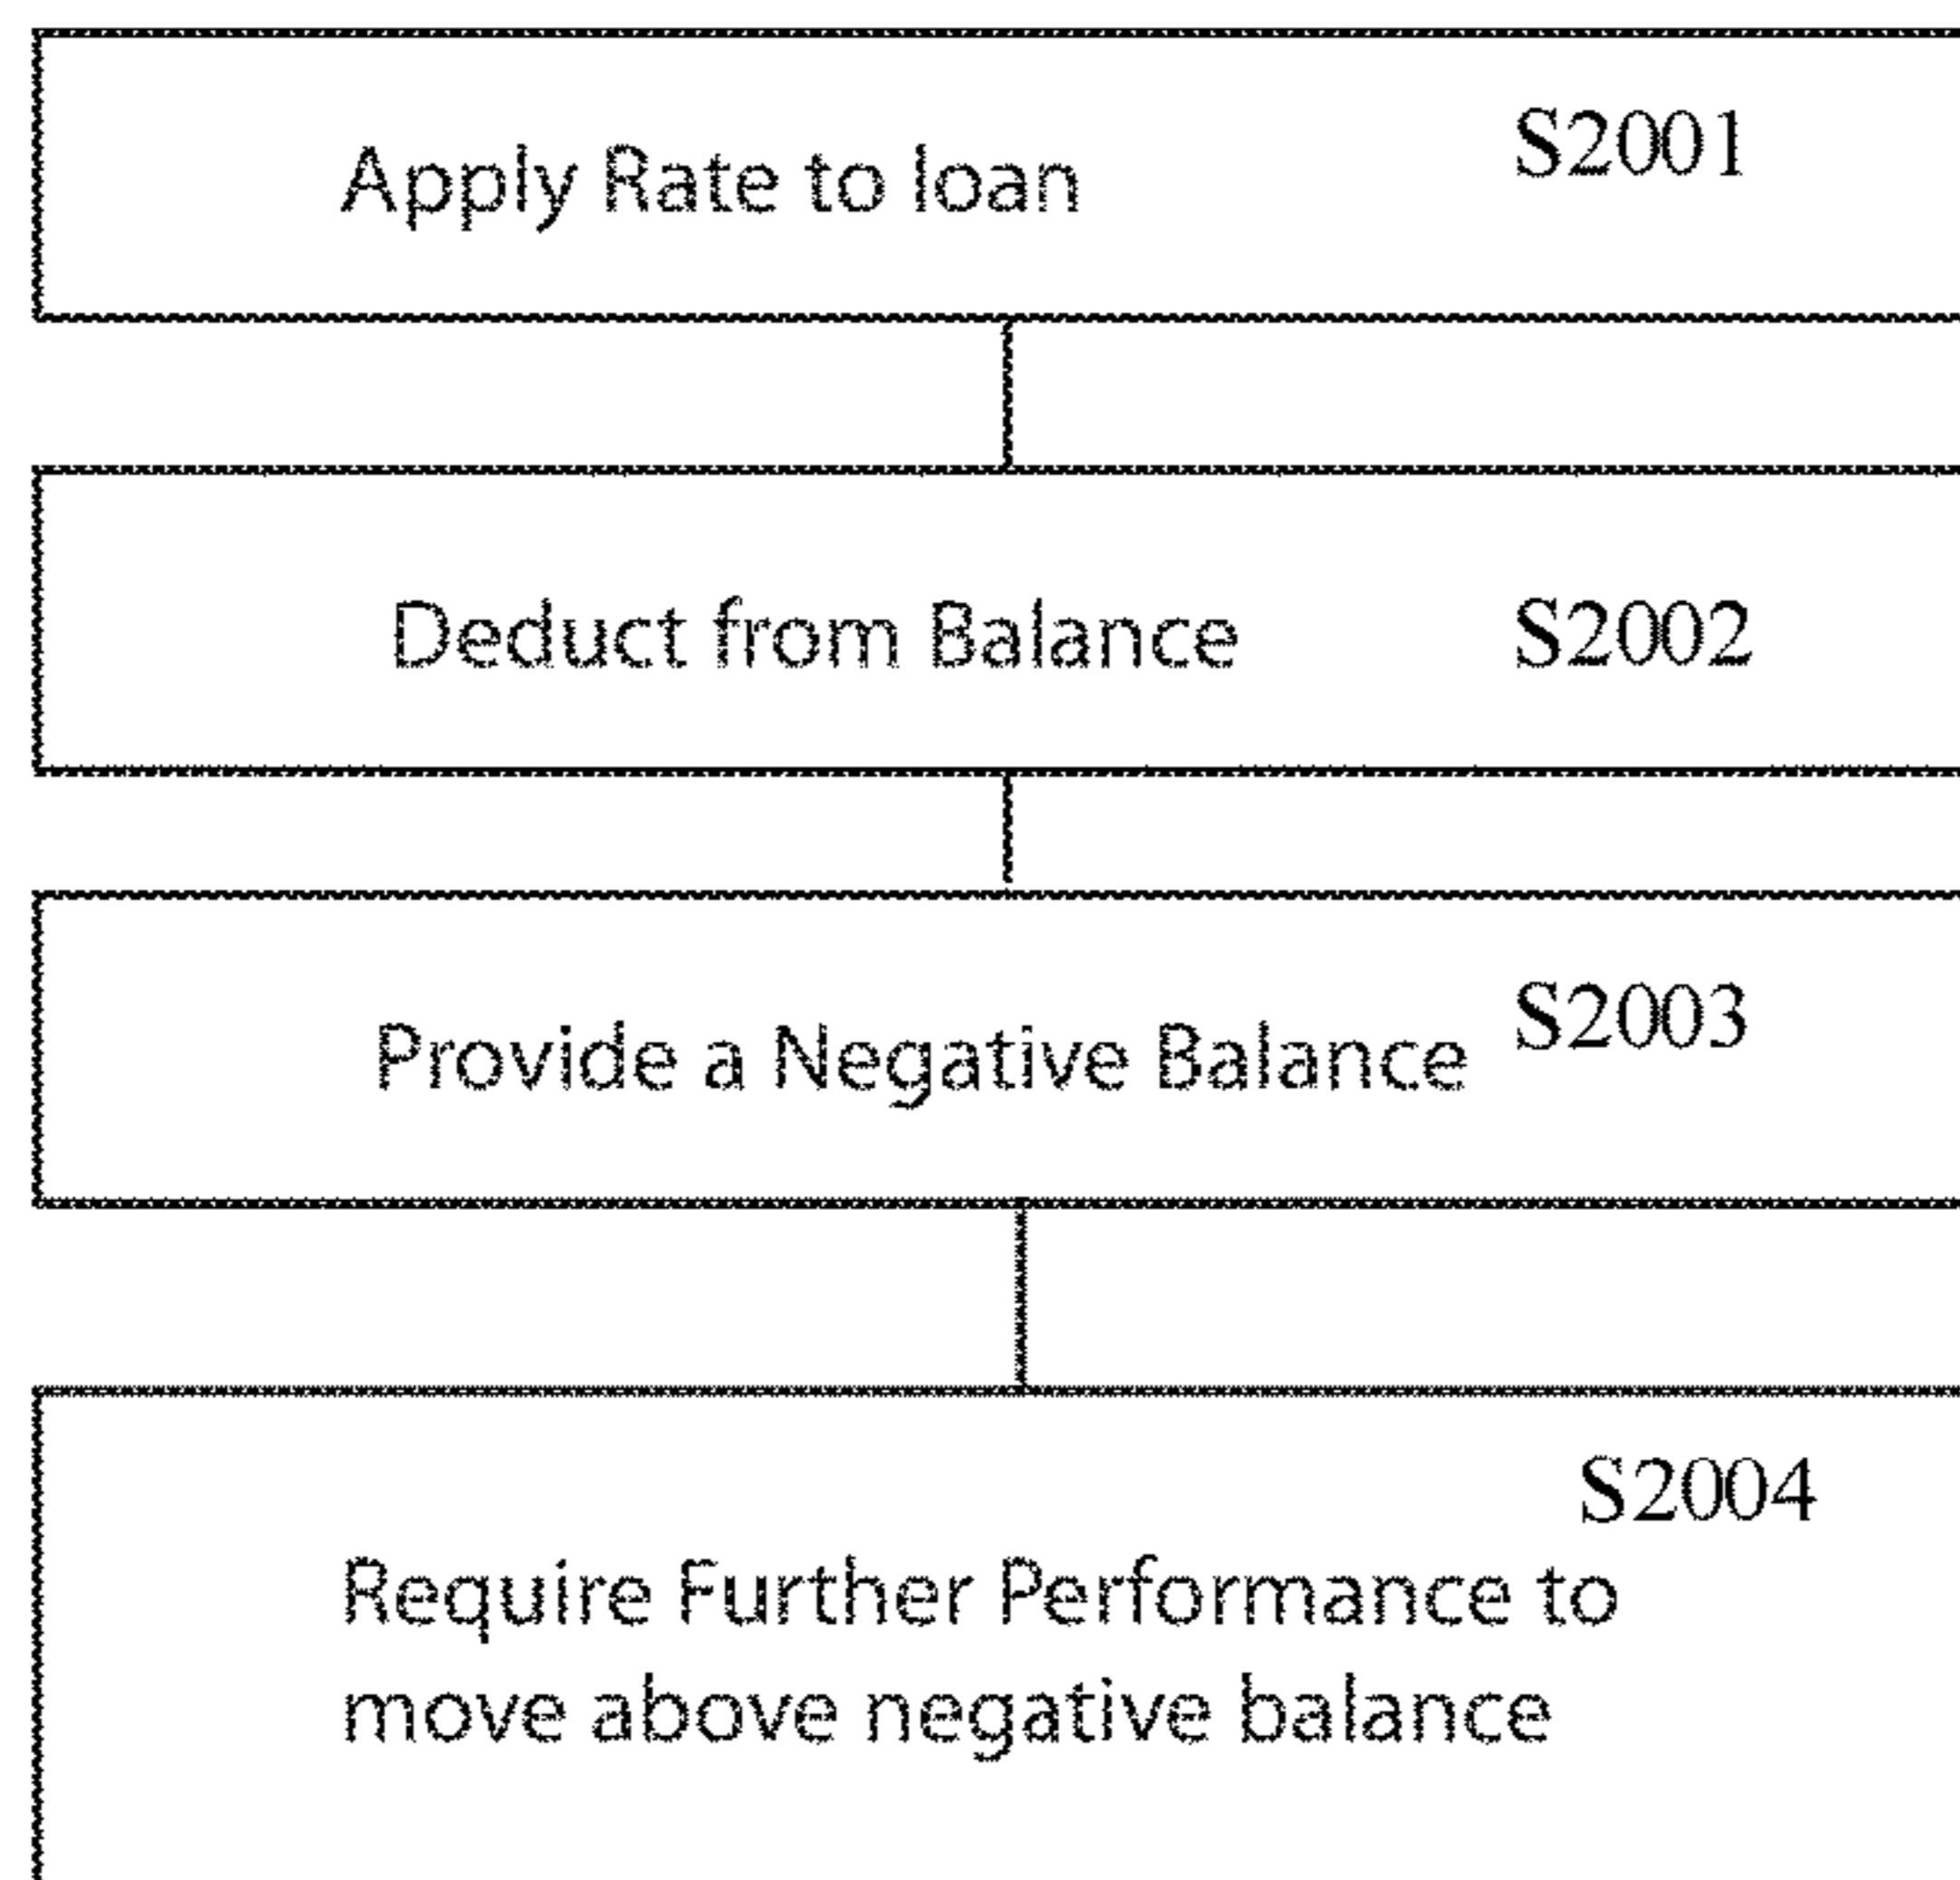 Apply Rate to loan S2001
Deduct from Balance S2002
Provide a Negative Balance S2003
S2004
Require Further Performance to
move above negative balance